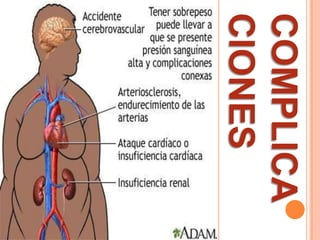 Accidente
cerebrovascular
Tener sobrepeso
puede llevar a
que se presente
presión sanguínea
alta y complicaciones
conexas
Arteriosclerosis,
endurecimiento de las
arterias
Ataque cardíaco o
insuficiencia cardíaca
Insuficiencia renal
ADAM.
COMPLICA
CIONES